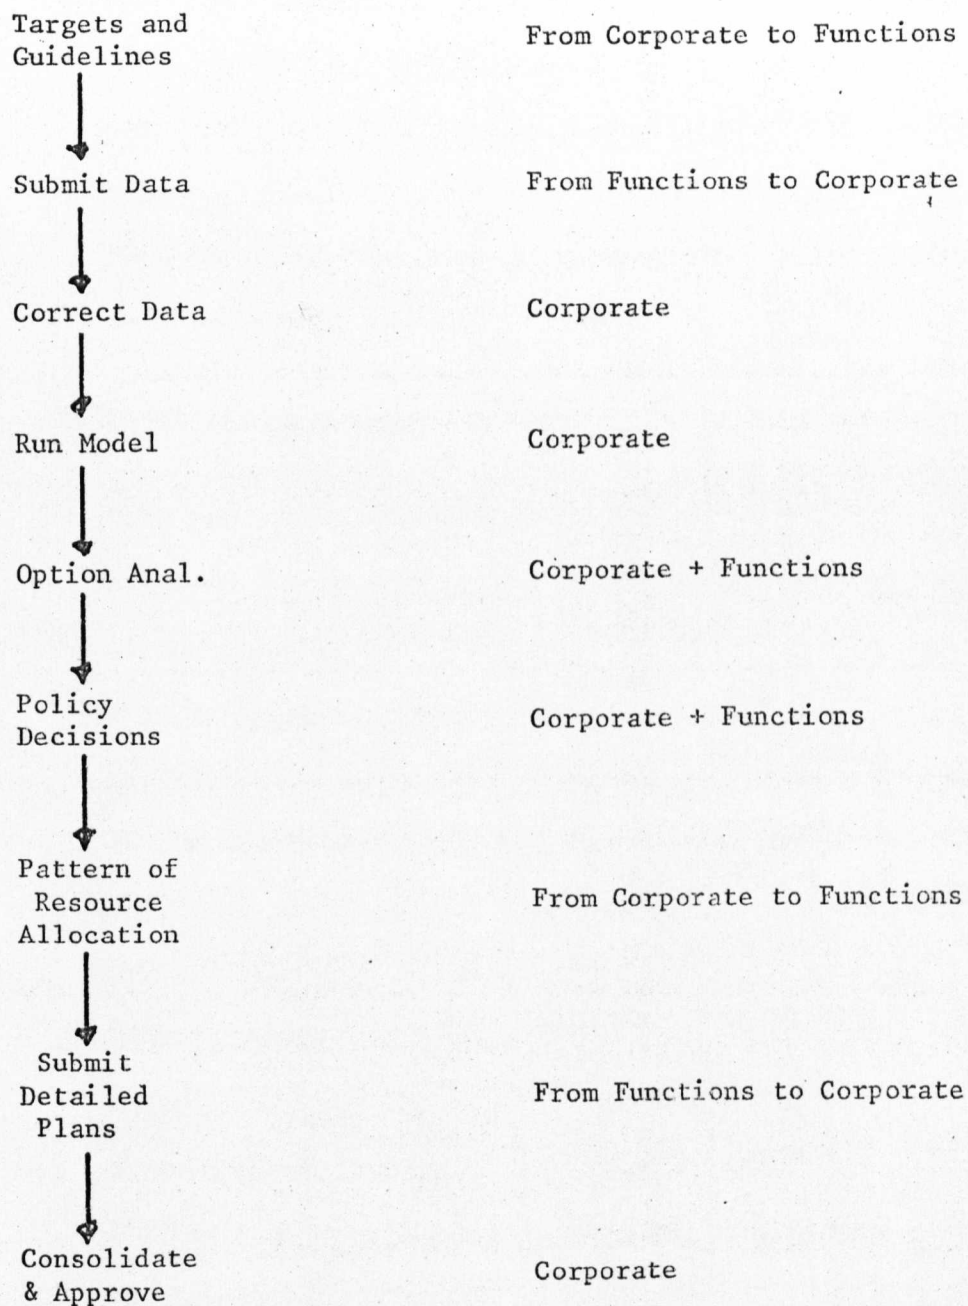 Targets and
Guidelines
From Corporate to Functions
Submit Data
From Functions to Corporate
Correct Data
Corporate
Run Model
Corporate
Option Anal.
Corporate + Functions
Policy
Decisions
Corporate + Functions
Pattern of
Resource
Allocation
From Corporate to Functions
Submit
Detailed
Plans
From Functions to Corporate
Consolidate
& Approve
Corporate